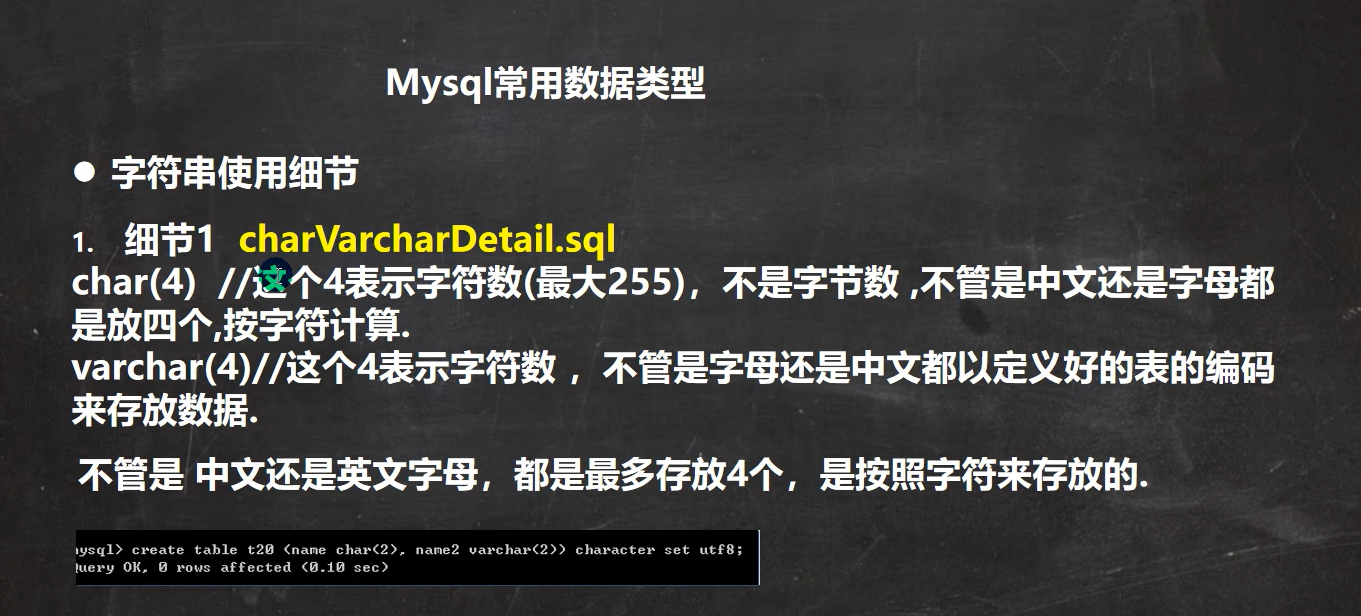 Mysql常用数据类型
● 字符串使用细节
1. 细节1 charVarcharDetail.sql
char(4) //这个4表示字符数(最大255)，不是字节数 ,不管是中文还是字母都
是放四个,按字符计算.
varchar(4)//这个4表示字符数 ，不管是字母还是中文都以定义好的表的编码
来存放数据.
不管是 中文还是英文字母，都是最多存放4个，是按照字符来存放的.
mysql> create table t20 (name char(2), name2 varchar(2)) character set utf8;
Query OK, 0 rows affected (0.10 sec)